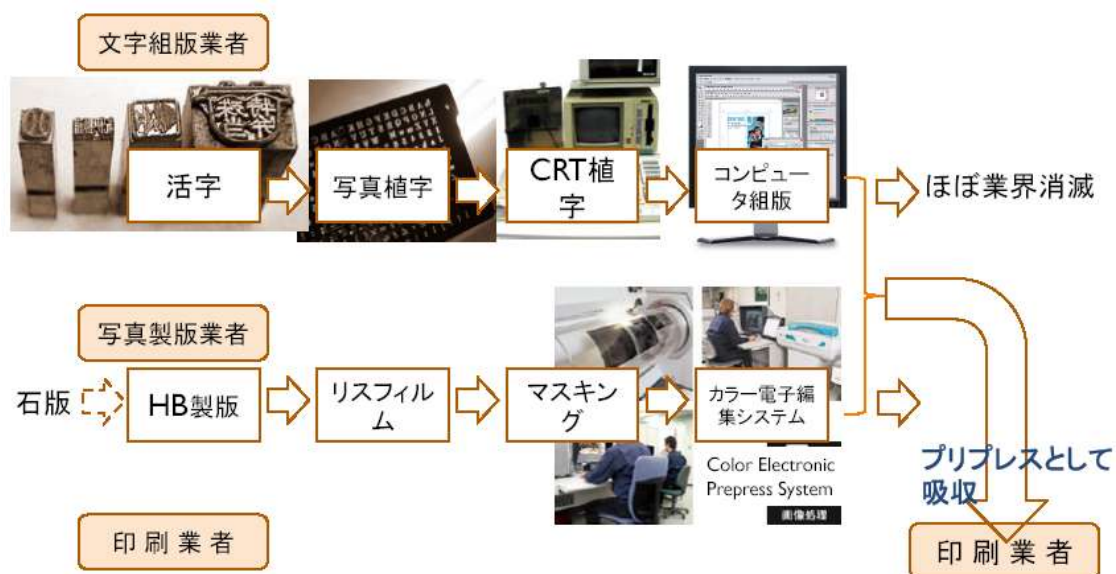 文字組版業者
活字
写真植字
CRT植
字
コンピュー
タ組版
ほぼ業界消滅
写真製版業者
石版
HB製版
リスフィル
ム
マスキン
グ
カラー電子編
集システム
Color Electronic
Prepress System
画像処理
プリプレスとして
吸収
印刷業者
印刷業者